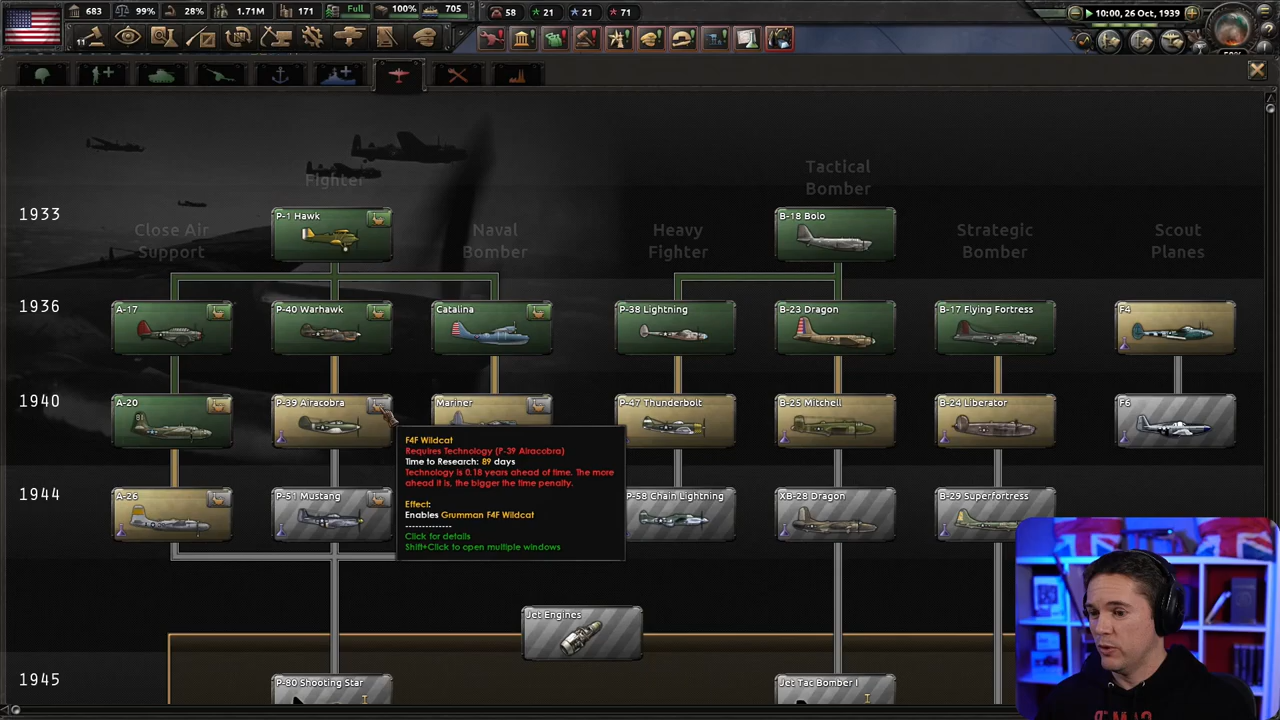 683 99% 28% 1.71M 171 Full 100% 705 58 21 21 71 10:00, 26 Oct, 1939
11
Fighter
Tactical
Bomber
1933
P-1 Hawk
B-18 Bolo
Close Air
Support
Naval
Bomber
Heavy
Fighter
Strategic
Bomber
Scout
Planes
1936
A-17
P-40 Warhawk
Catalina
P-38 Lightning
B-23 Dragon
B-17 Flying Fortress
F4
1940
A-20
P-39 Airacobra
Mariner
P-47 Thunderbolt
B-25 Mitchell
B-24 Liberator
F6
F4F Wildcat
Requires Technology (P-39 Airacobra)
Time to Research: 89 days
Technology is 0.18 years ahead of time. The more
ahead it is, the bigger the time penalty.
Effect:
Enables Grumman F4F Wildcat
--------------
Click for details
Shift+Click to open multiple windows
1944
A-26
P-51 Mustang
P-58 Chain Lightning
XB-28 Dragon
B-29 Superfortress
Jet Engines
1945
P-80 Shooting Star
Jet Tac Bomber I